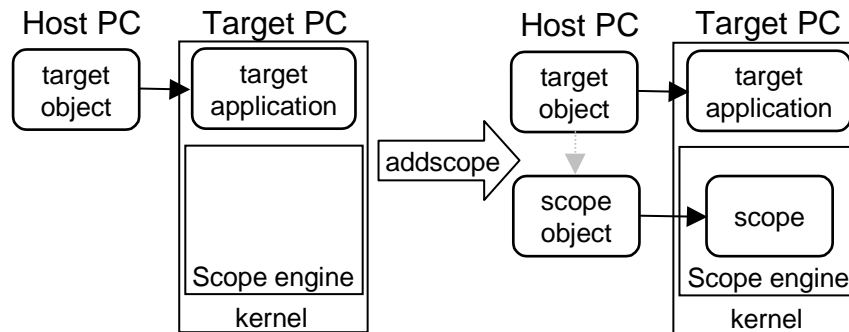 Host PC
Target PC
target
object
target
application
Scope engine
kernel
addscope
Host PC
Target PC
target
object
target
application
scope
object
scope
Scope engine
kernel